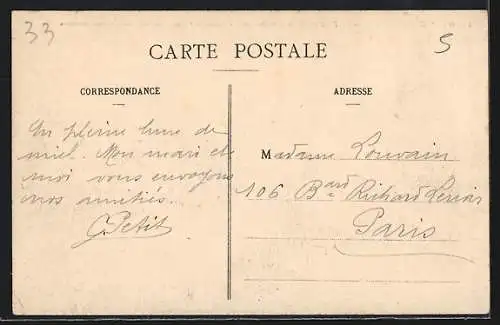 33
5
CARTE POSTALE
CORRESPONDANCE
ADRESSE
En pleine lune de
miel. Mon mari et
moi vous envoyons
nos amitiés.
G. Petit
Madame Louvain
106 Bard Richard Lenoir
Paris